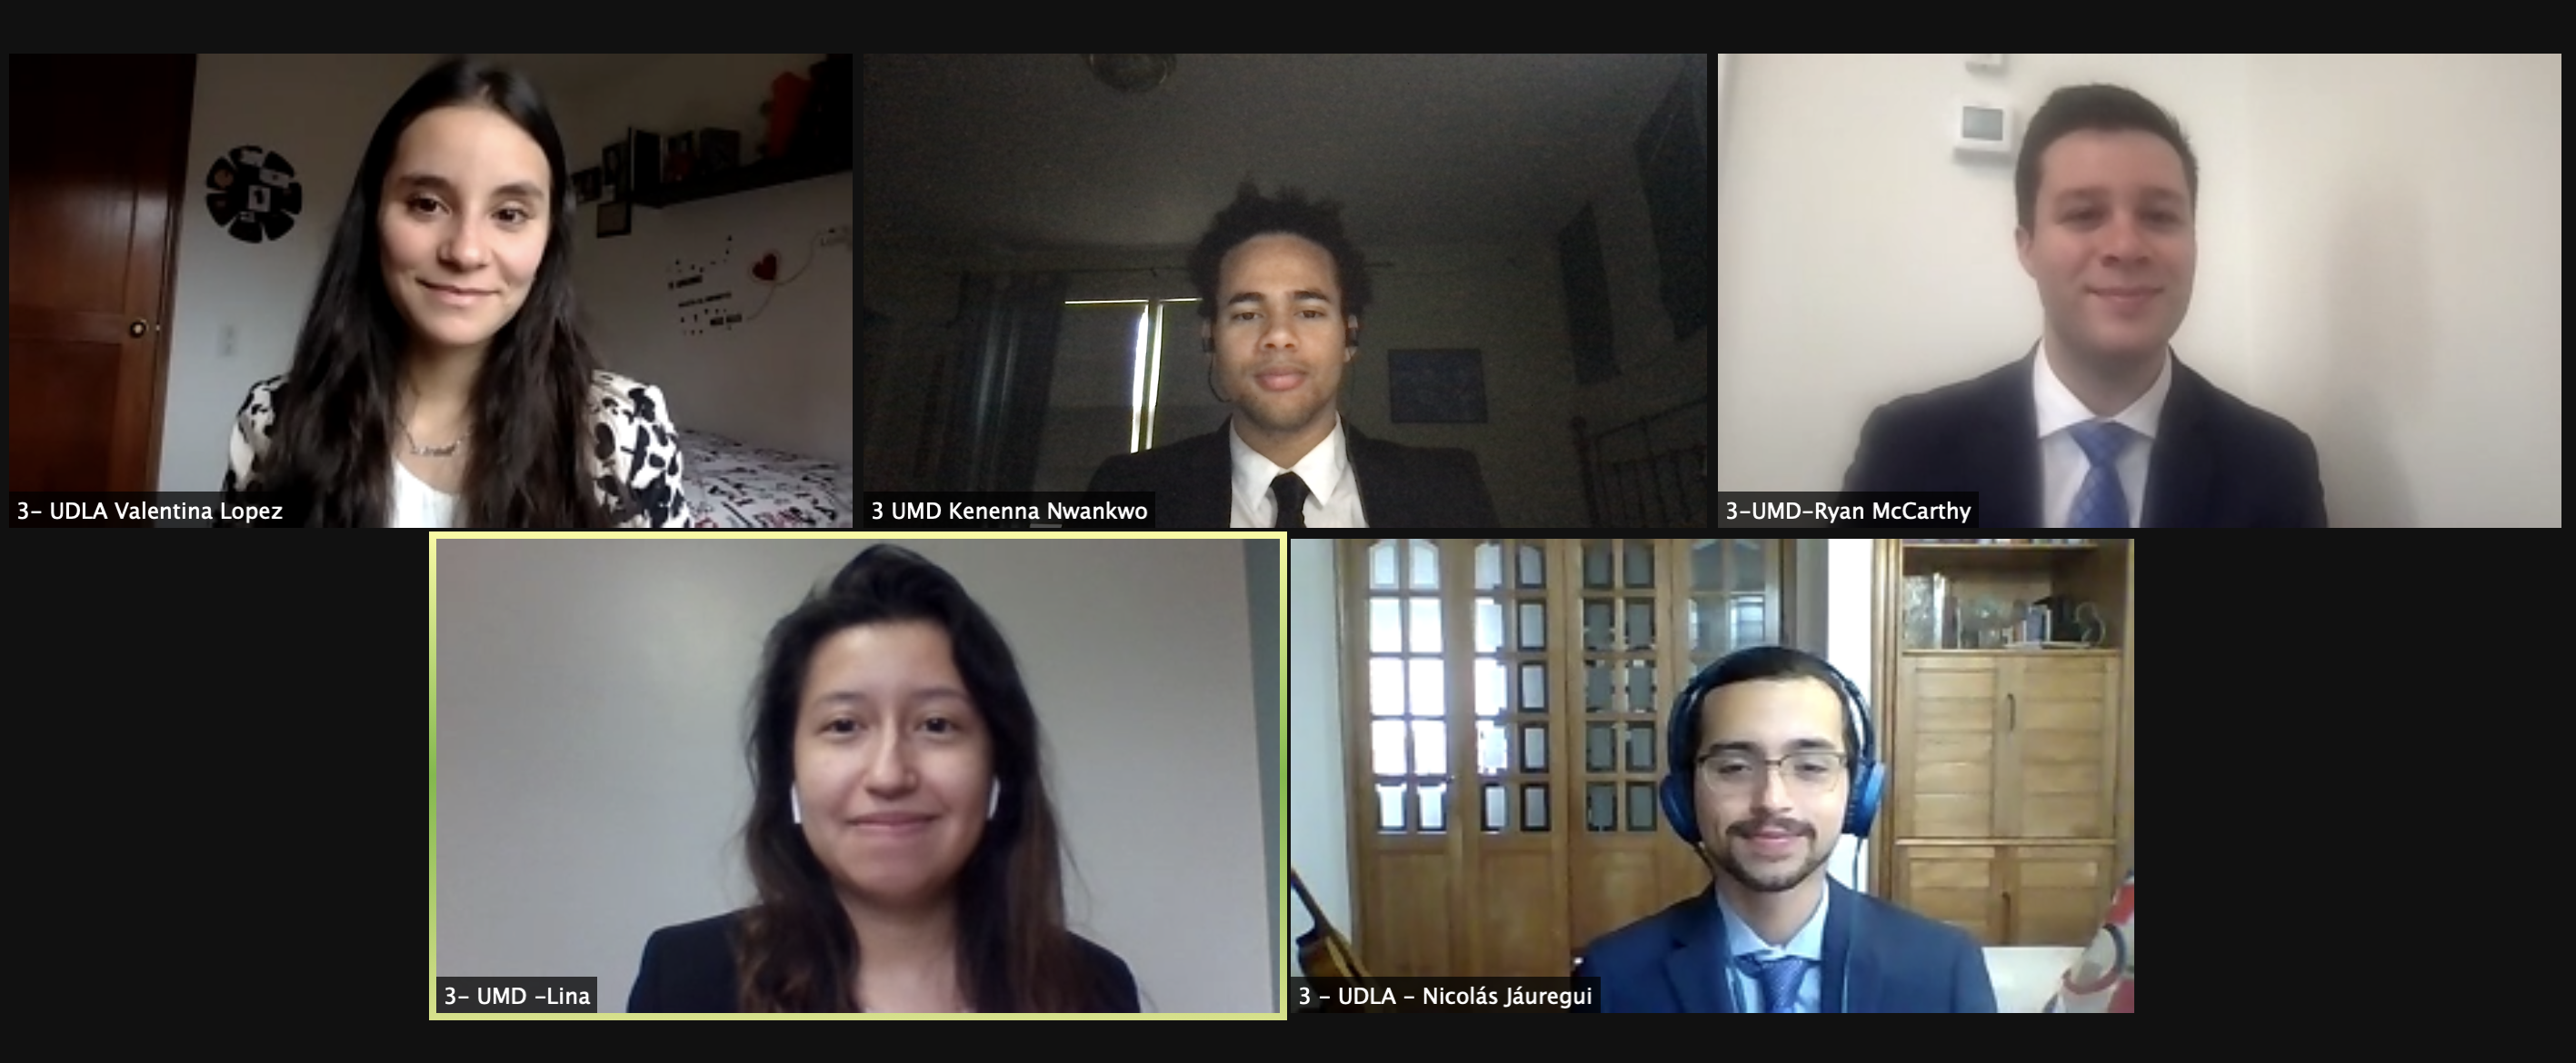 3- UDLA Valentina Lopez
3 UMD Kenenna Nwankwo
3-UMD-Ryan McCarthy
3- UMD -Lina
3 - UDLA - Nicolás Jáuregui